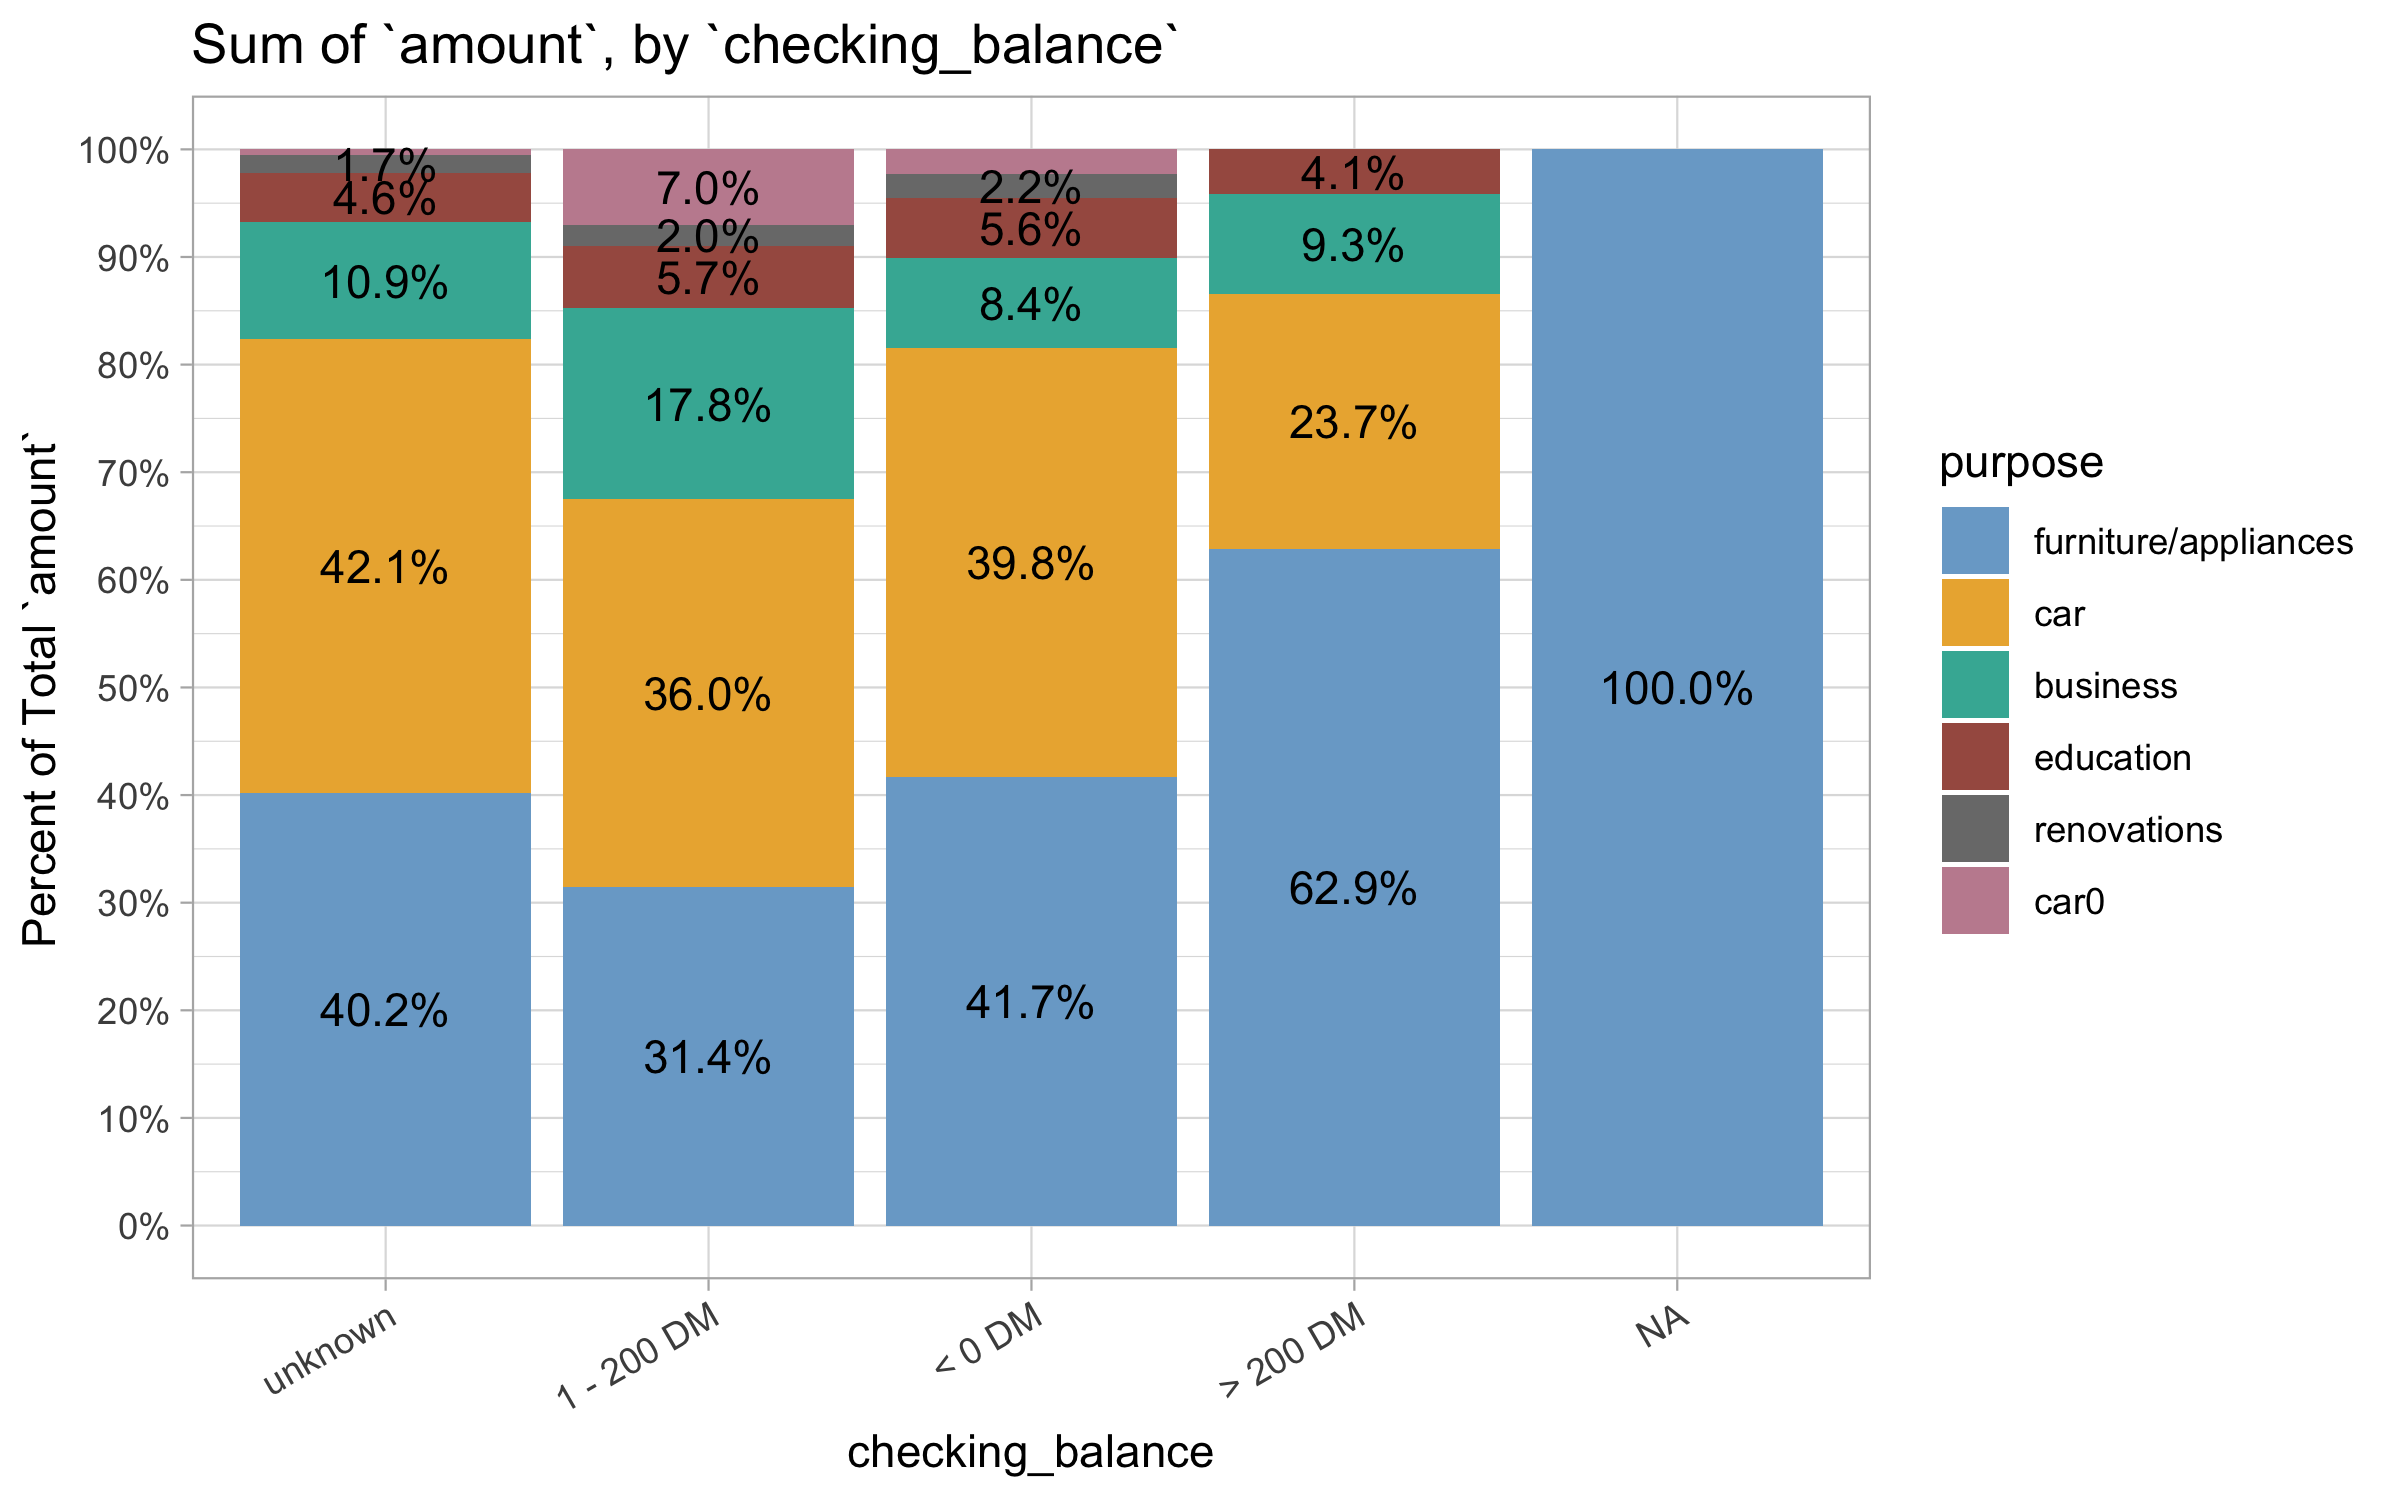 Sum of `amount`, by `checking_balance`
Percent of Total `amount`
100%
90%
80%
70%
60%
50%
40%
30%
20%
10%
0%
1.7%
4.6%
10.9%
42.1%
40.2%
7.0%
2.0%
5.7%
17.8%
36.0%
31.4%
2.2%
5.6%
8.4%
39.8%
41.7%
4.1%
9.3%
23.7%
62.9%
100.0%
unknown
1 - 200 DM
< 0 DM
> 200 DM
NA
checking_balance
purpose
furniture/appliances
car
business
education
renovations
car0